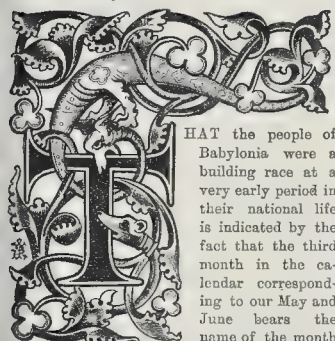 THAT the people of
Babylonia were a
building race at a
very early period in
their national life
is indicated by the
fact that the third
month in the ca-
lendar correspond-
ing to our May and
June bears the
name of the month